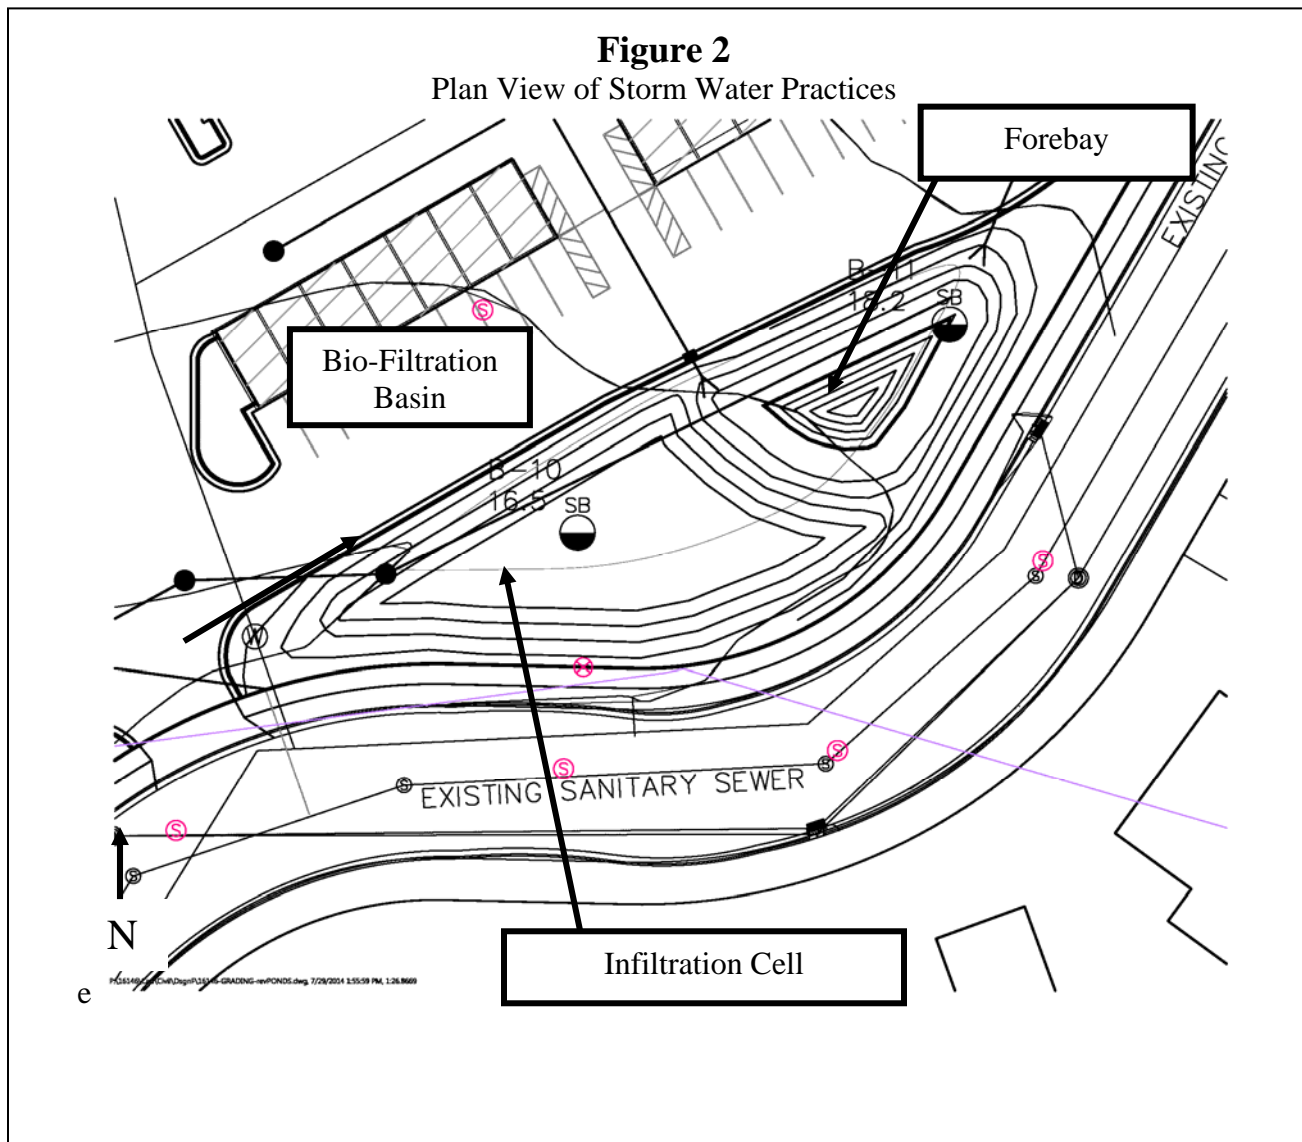 Figure 2
Plan View of Storm Water Practices
Forebay
EXISTING
B-11
18.2
SB
S
Bio-Filtration
Basin
B-10
16.5
SB
W
S
S
D
S
S
S
S
EXISTING SANITARY SEWER
S
S
S
N
Infiltration Cell
e